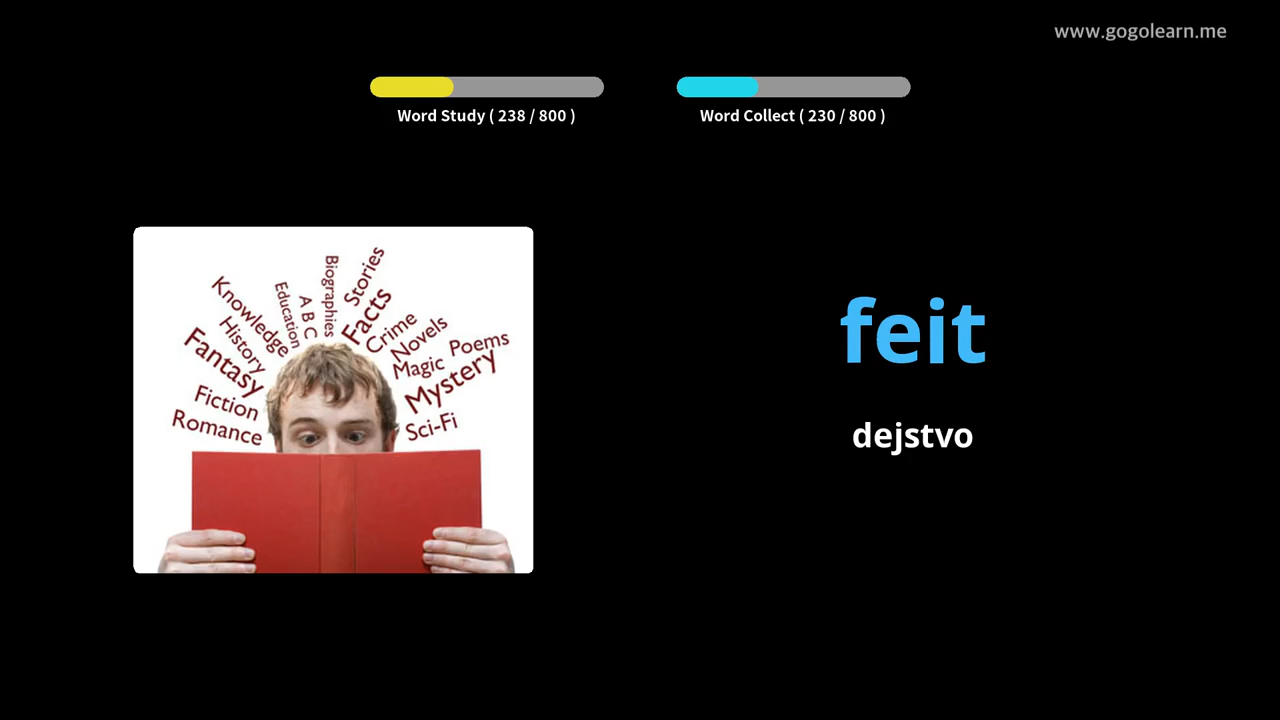 www.gogolearn.me
Word Study ( 238 / 800 )
Word Collect ( 230 / 800 )
Biographies
Stories
Education
A B C
Facts
Knowledge
Crime
History
Novels
Poems
Fantasy
Magic
Mystery
Fiction
Romance
Sci-Fi
feit
dejstvo